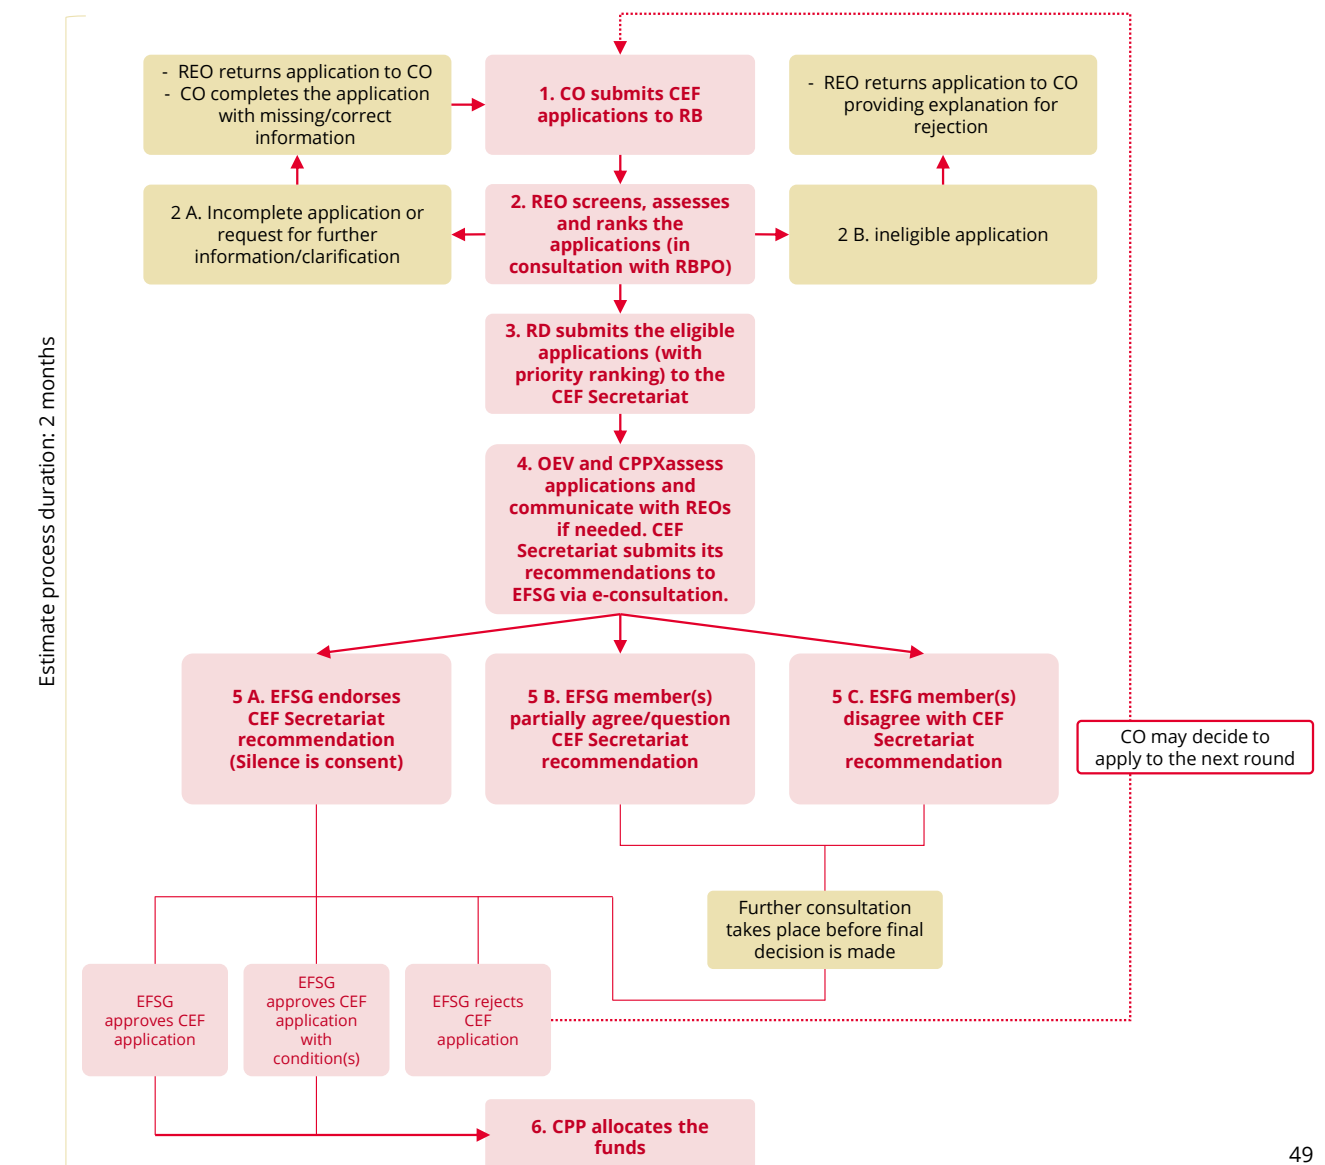 - REO returns application to CO
- CO completes the application
with missing/correct
information
1. CO submits CEF
applications to RB
- REO returns application to CO
providing explanation for
rejection
2 A. Incomplete application or
request for further
information/clarification
2. REO screens, assesses
and ranks the
applications (in
consultation with RBPO)
2 B. ineligible application
3. RD submits the eligible
applications (with
priority ranking) to the
CEF Secretariat
Estimate process duration: 2 months
4. OEV and CPPXassess
applications and
communicate with REOs
if needed. CEF
Secretariat submits its
recommendations to
EFSG via e-consultation.
5 A. EFSG endorses
CEF Secretariat
recommendation
(Silence is consent)
5 B. EFSG member(s)
partially agree/question
CEF Secretariat
recommendation
5 C. ESFG member(s)
disagree with CEF
Secretariat
recommendation
CO may decide to
apply to the next round
Further consultation
takes place before final
decision is made
EFSG
approves CEF
application
EFSG
approves CEF
application
with
condition(s)
EFSG rejects
CEF
application
6. CPP allocates the
funds
49